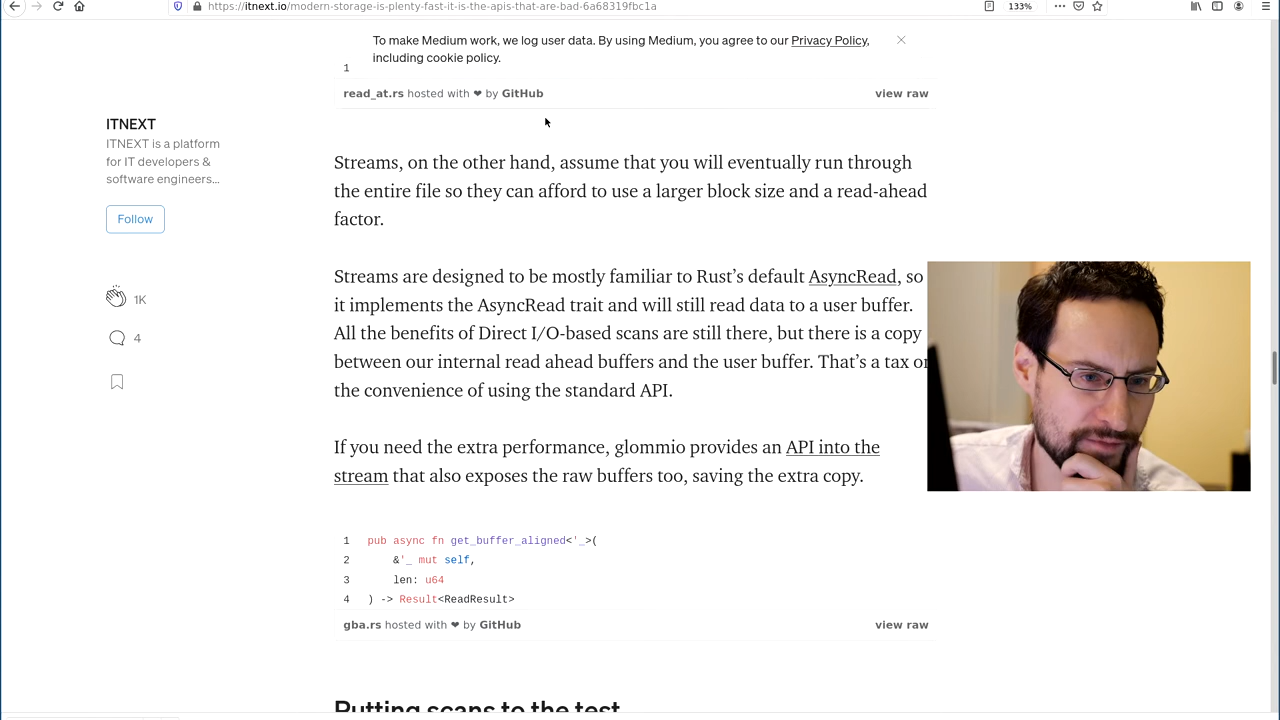 https://itnext.io/modern-storage-is-plenty-fast-it-is-the-apis-that-are-bad-6a68319fbc1a
133%
To make Medium work, we log user data. By using Medium, you agree to our Privacy Policy,
including cookie policy.
1
read_at.rs hosted with ❤ by GitHub
view raw
ITNEXT
ITNEXT is a platform
for IT developers &
software engineers...
Follow
1K
4
Streams, on the other hand, assume that you will eventually run through
the entire file so they can afford to use a larger block size and a read-ahead
factor.
Streams are designed to be mostly familiar to Rust’s default AsyncRead, so
it implements the AsyncRead trait and will still read data to a user buffer.
All the benefits of Direct I/O-based scans are still there, but there is a copy
between our internal read ahead buffers and the user buffer. That’s a tax on
the convenience of using the standard API.
If you need the extra performance, glommio provides an API into the
stream that also exposes the raw buffers too, saving the extra copy.
1 pub async fn get_buffer_aligned<'_>(
2 &'_ mut self,
3 len: u64
4 ) -> Result<ReadResult>
gba.rs hosted with ❤ by GitHub
view raw
Putting scans to the test